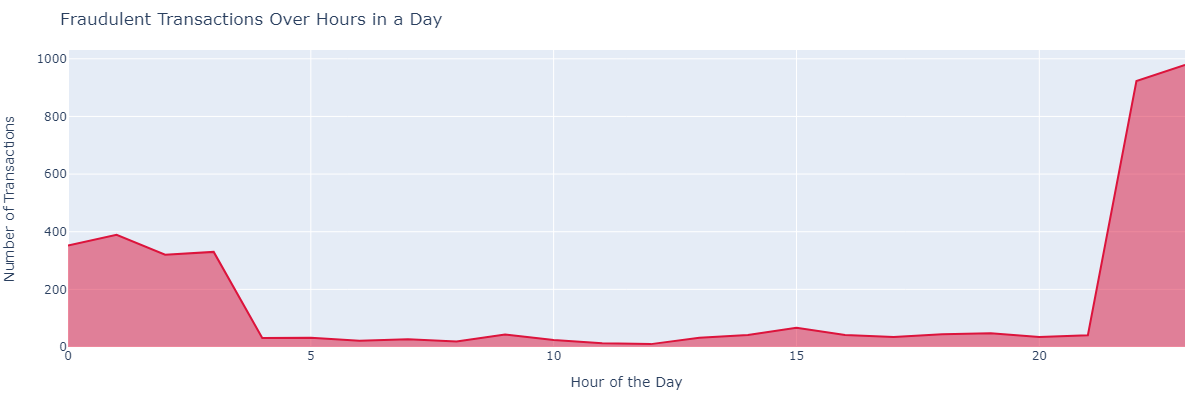 Fraudulent Transactions Over Hours in a Day
Number of Transactions
1000
800
600
400
200
0
0 5 10 15 20
Hour of the Day